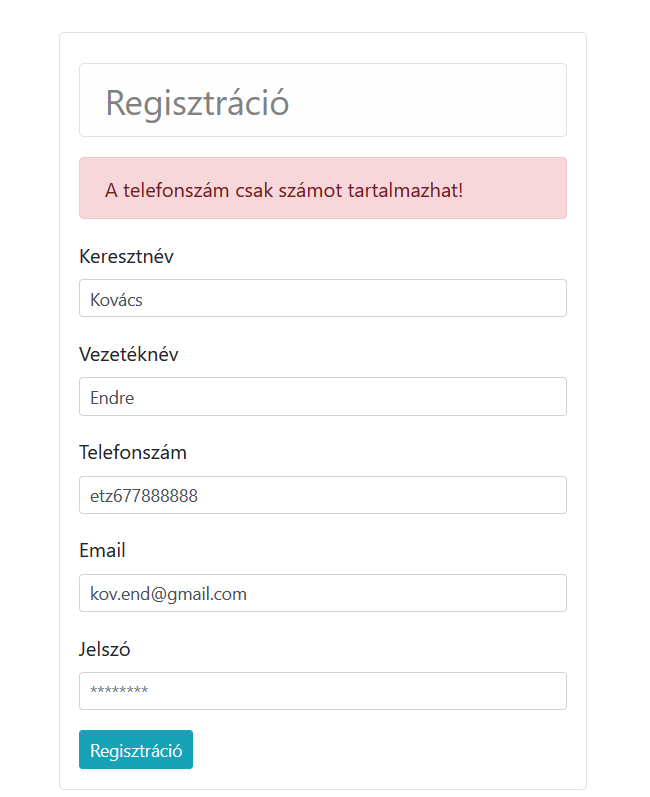 Regisztráció
A telefonszám csak számot tartalmazhat!
Keresztnév
Kovács
Vezetéknév
Endre
Telefonszám
etz677888888
Email
kov.end@gmail.com
Jelszó
********
Regisztráció